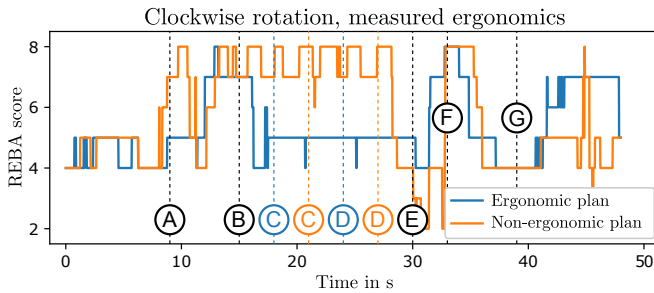 Clockwise rotation, measured ergonomics
REBA score
8
6
4
2
A
B
C
C
D
D
E
F
G
Ergonomic plan
Non-ergonomic plan
0
10
20
30
40
50
Time in s